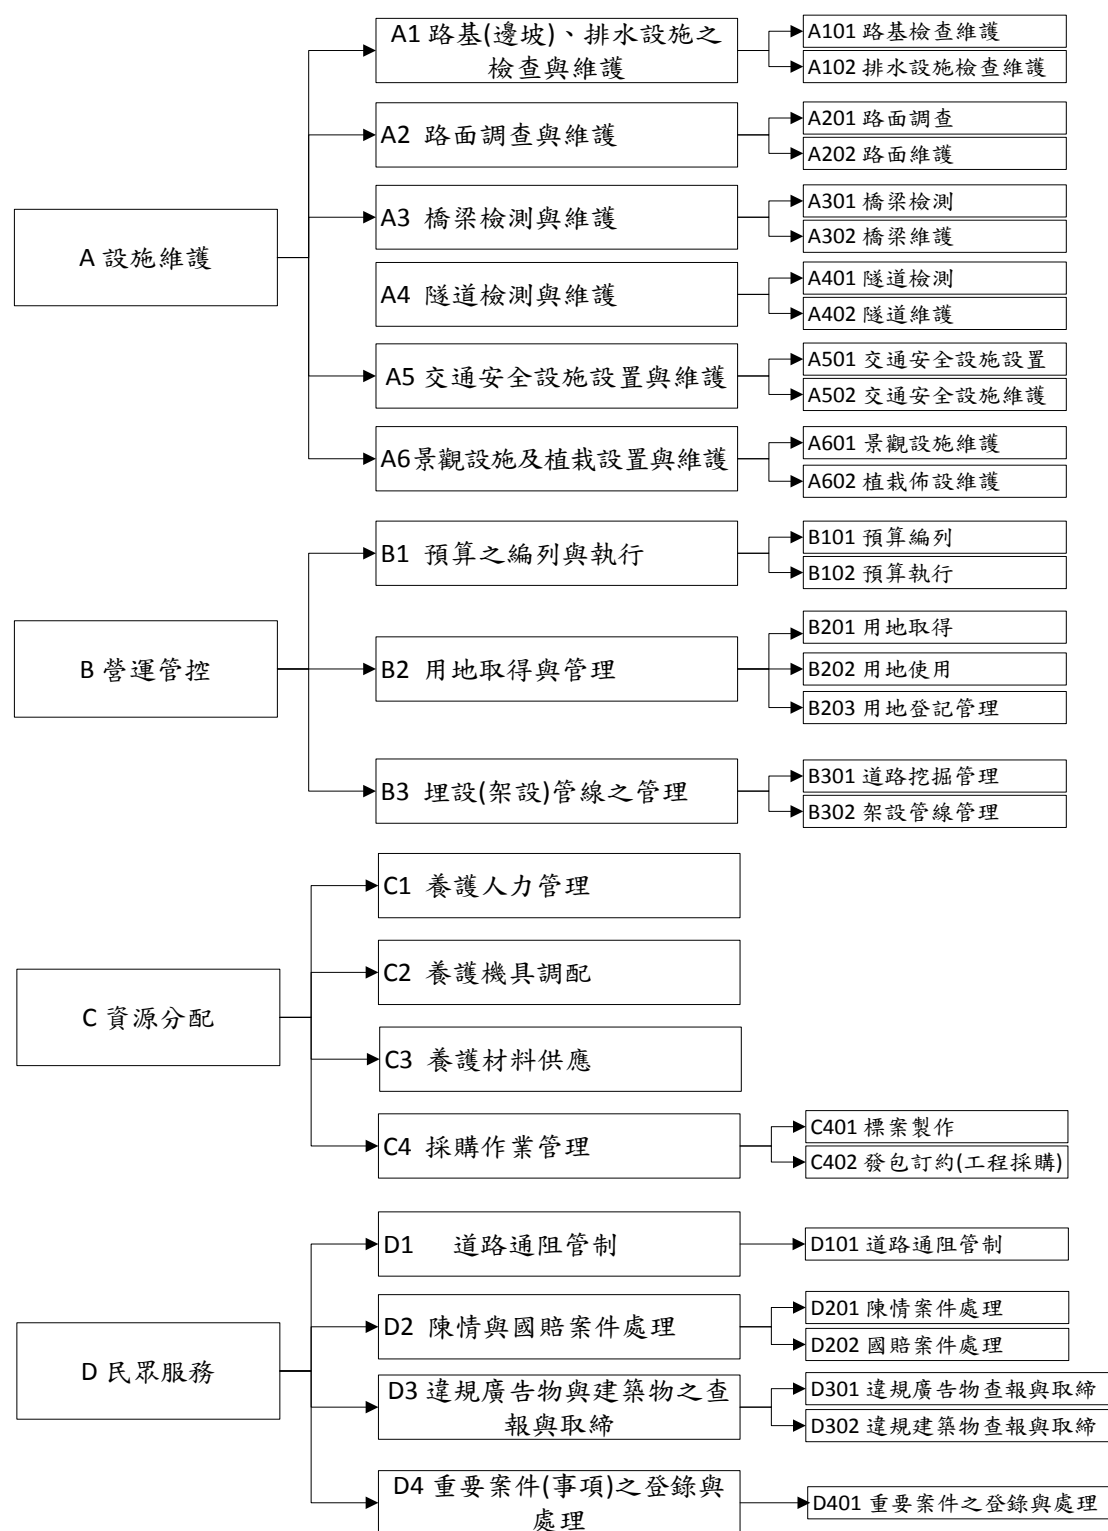 A 設施維護
A1 路基(邊坡)、排水設施之
檢查與維護
A101 路基檢查維護
A102 排水設施檢查維護
A2 路面調查與維護
A201 路面調查
A202 路面維護
A3 橋梁檢測與維護
A301 橋梁檢測
A302 橋梁維護
A4 隧道檢測與維護
A401 隧道檢測
A402 隧道維護
A5 交通安全設施設置與維護
A501 交通安全設施設置
A502 交通安全設施維護
A6景觀設施及植栽設置與維護
A601 景觀設施維護
A602 植栽佈設維護
B 營運管控
B1 預算之編列與執行
B101 預算編列
B102 預算執行
B2 用地取得與管理
B201 用地取得
B202 用地使用
B203 用地登記管理
B3 埋設(架設)管線之管理
B301 道路挖掘管理
B302 架設管線管理
C 資源分配
C1 養護人力管理
C2 養護機具調配
C3 養護材料供應
C4 採購作業管理
C401 標案製作
C402 發包訂約(工程採購)
D 民眾服務
D1 道路通阻管制
D101 道路通阻管制
D2 陳情與國賠案件處理
D201 陳情案件處理
D202 國賠案件處理
D3 違規廣告物與建築物之查
報與取締
D301 違規廣告物查報與取締
D302 違規建築物查報與取締
D4 重要案件(事項)之登錄與
處理
D401 重要案件之登錄與處理